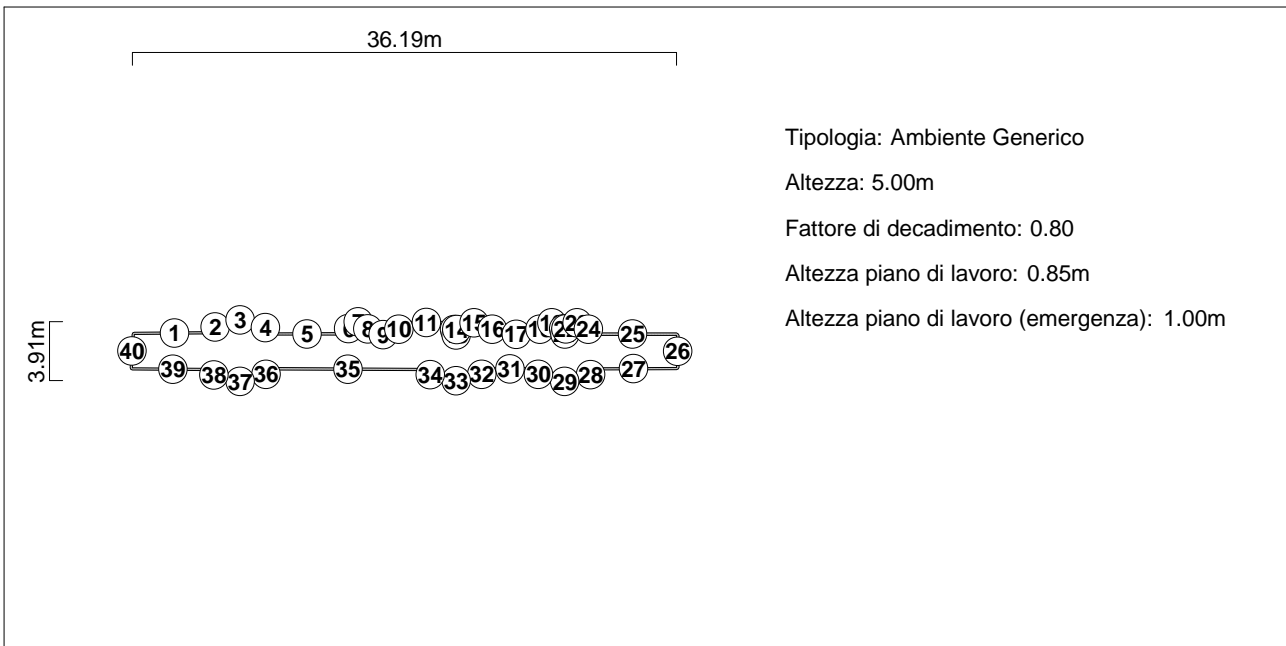 36.19m
Tipologia: Ambiente Generico
Altezza: 5.00m
Fattore di decadimento: 0.80
Altezza piano di lavoro: 0.85m
Altezza piano di lavoro (emergenza): 1.00m
3.91m
1 2 3 4 5 8 9 10 11 14 15 16 17 24 25
40 26
39 38 37 36 35 34 33 32 31 30 29 28 27